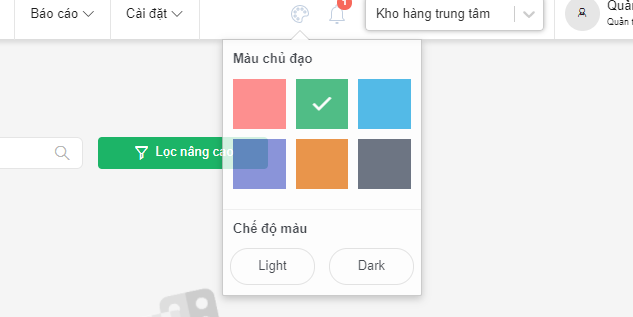 Báo cáo
Cài đặt
Kho hàng trung tâm
Màu chủ đạo
Lọc nâng cao
Chế độ màu
Light
Dark